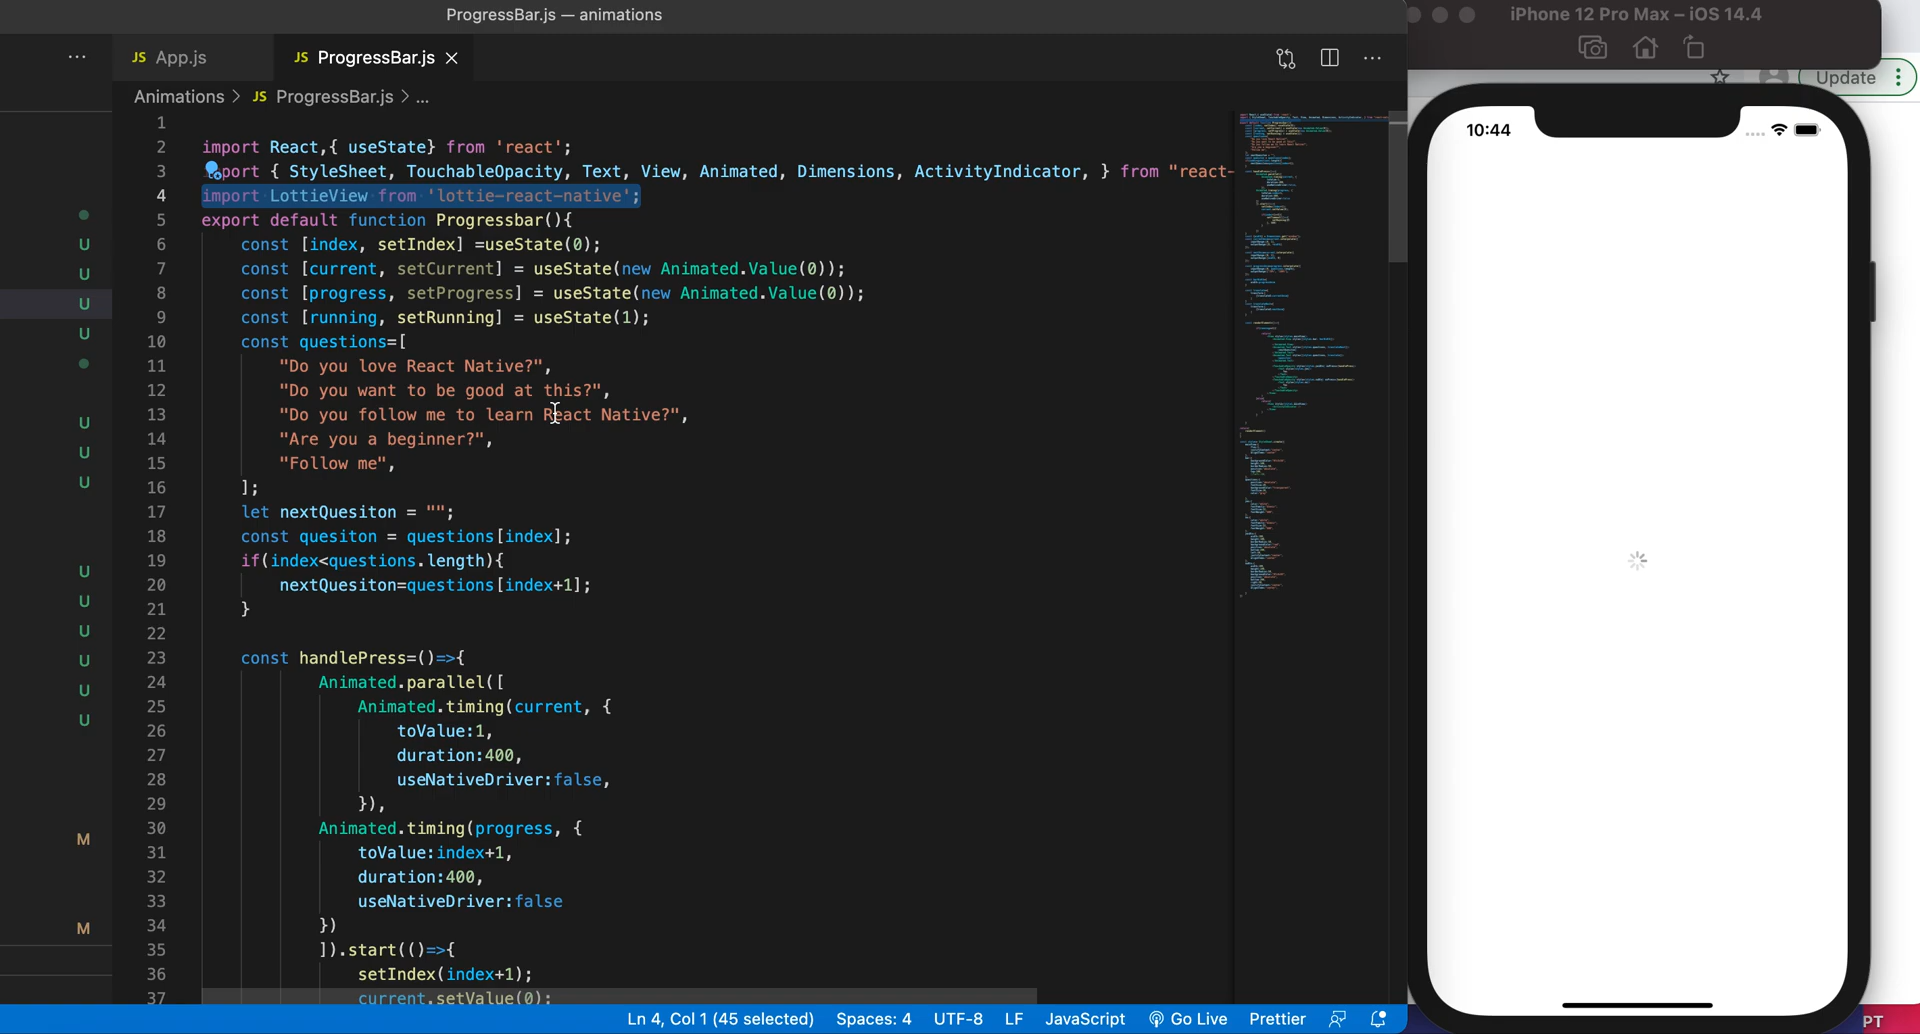 ProgressBar.js — animations
iPhone 12 Pro Max – iOS 14.4
... JS App.js JS ProgressBar.js × ...
Update
Animations > JS ProgressBar.js > ...
10:44
1
2 import React,{ useState} from 'react';
3 port { StyleSheet, TouchableOpacity, Text, View, Animated, Dimensions, ActivityIndicator, } from "react-
4 import LottieView from 'lottie-react-native';
5 export default function Progressbar(){
6 const [index, setIndex] =useState(0);
7 const [current, setCurrent] = useState(new Animated.Value(0));
8 const [progress, setProgress] = useState(new Animated.Value(0));
9 const [running, setRunning] = useState(1);
10 const questions=[
11 "Do you love React Native?",
12 "Do you want to be good at this?",
13 "Do you follow me to learn React Native?",
14 "Are you a beginner?",
15 "Follow me",
16 ];
17 let nextQuesiton = "";
18 const quesiton = questions[index];
19 if(index<questions.length){
20 nextQuesiton=questions[index+1];
21 }
22
23 const handlePress=()=>{
24 Animated.parallel([
25 Animated.timing(current, {
26 toValue:1,
27 duration:400,
28 useNativeDriver:false,
29 }),
30 Animated.timing(progress, {
31 toValue:index+1,
32 duration:400,
33 useNativeDriver:false
34 })
35 ]).start(()=>{
36 setIndex(index+1);
37 current.setValue(0);
U
U
U
U
U
U
U
U
U
U
U
U
U
M
M
Ln 4, Col 1 (45 selected) Spaces: 4 UTF-8 LF JavaScript Go Live Prettier
PT